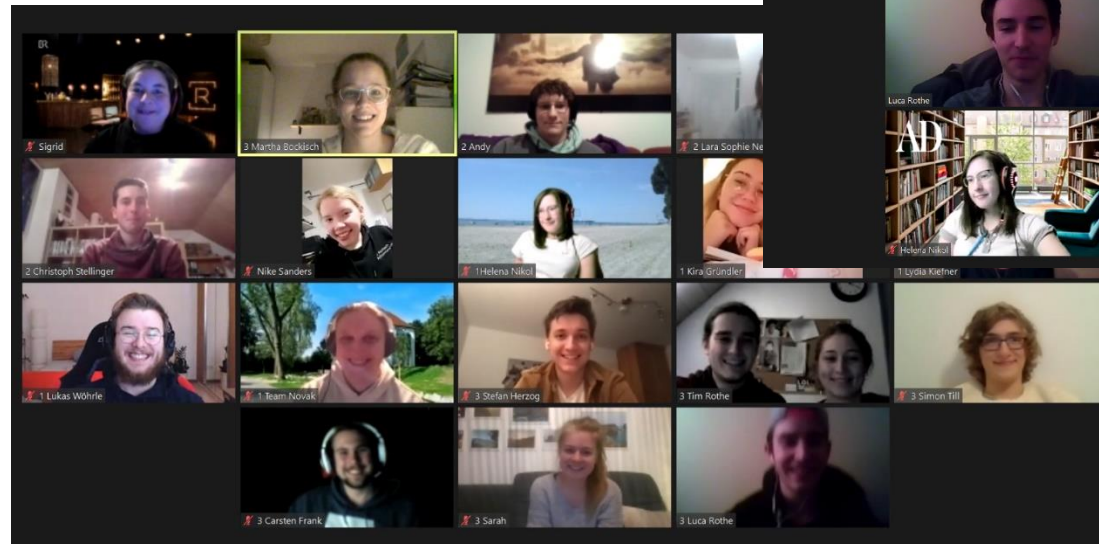 BR
R
Sigrid
3 Martha Bockisch
2 Andy
2 Lara Sophie Ne
Luca Rothe
AD
Helena Nikol
2 Christoph Stellinger
Nike Sanders
1Helena Nikol
1 Kira Gründler
1 Lydia Kiefner
1 Lukas Wöhrle
1 Team Novak
3 Stefan Herzog
3 Tim Rothe
3 Simon Till
3 Carsten Frank
3 Sarah
3 Luca Rothe